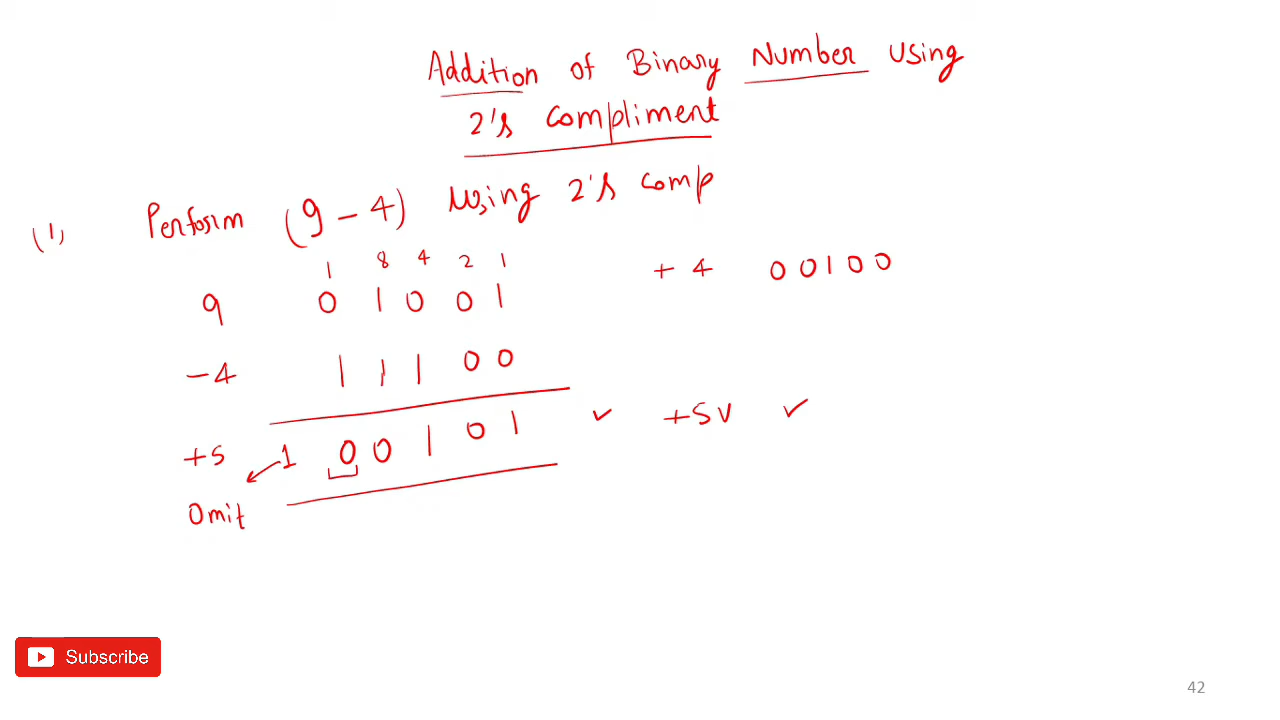 Addition of Binary Number using
2's Compliment
(1) Perform (9 - 4) using 2's Comp
1 8 4 2 1
9 0 1 0 0 1 + 4 0 0 1 0 0
-4 1 1 1 0 0
+5 1 0 0 1 0 1 ✓ +5 ✓ ✓
Omit
Subscribe
42